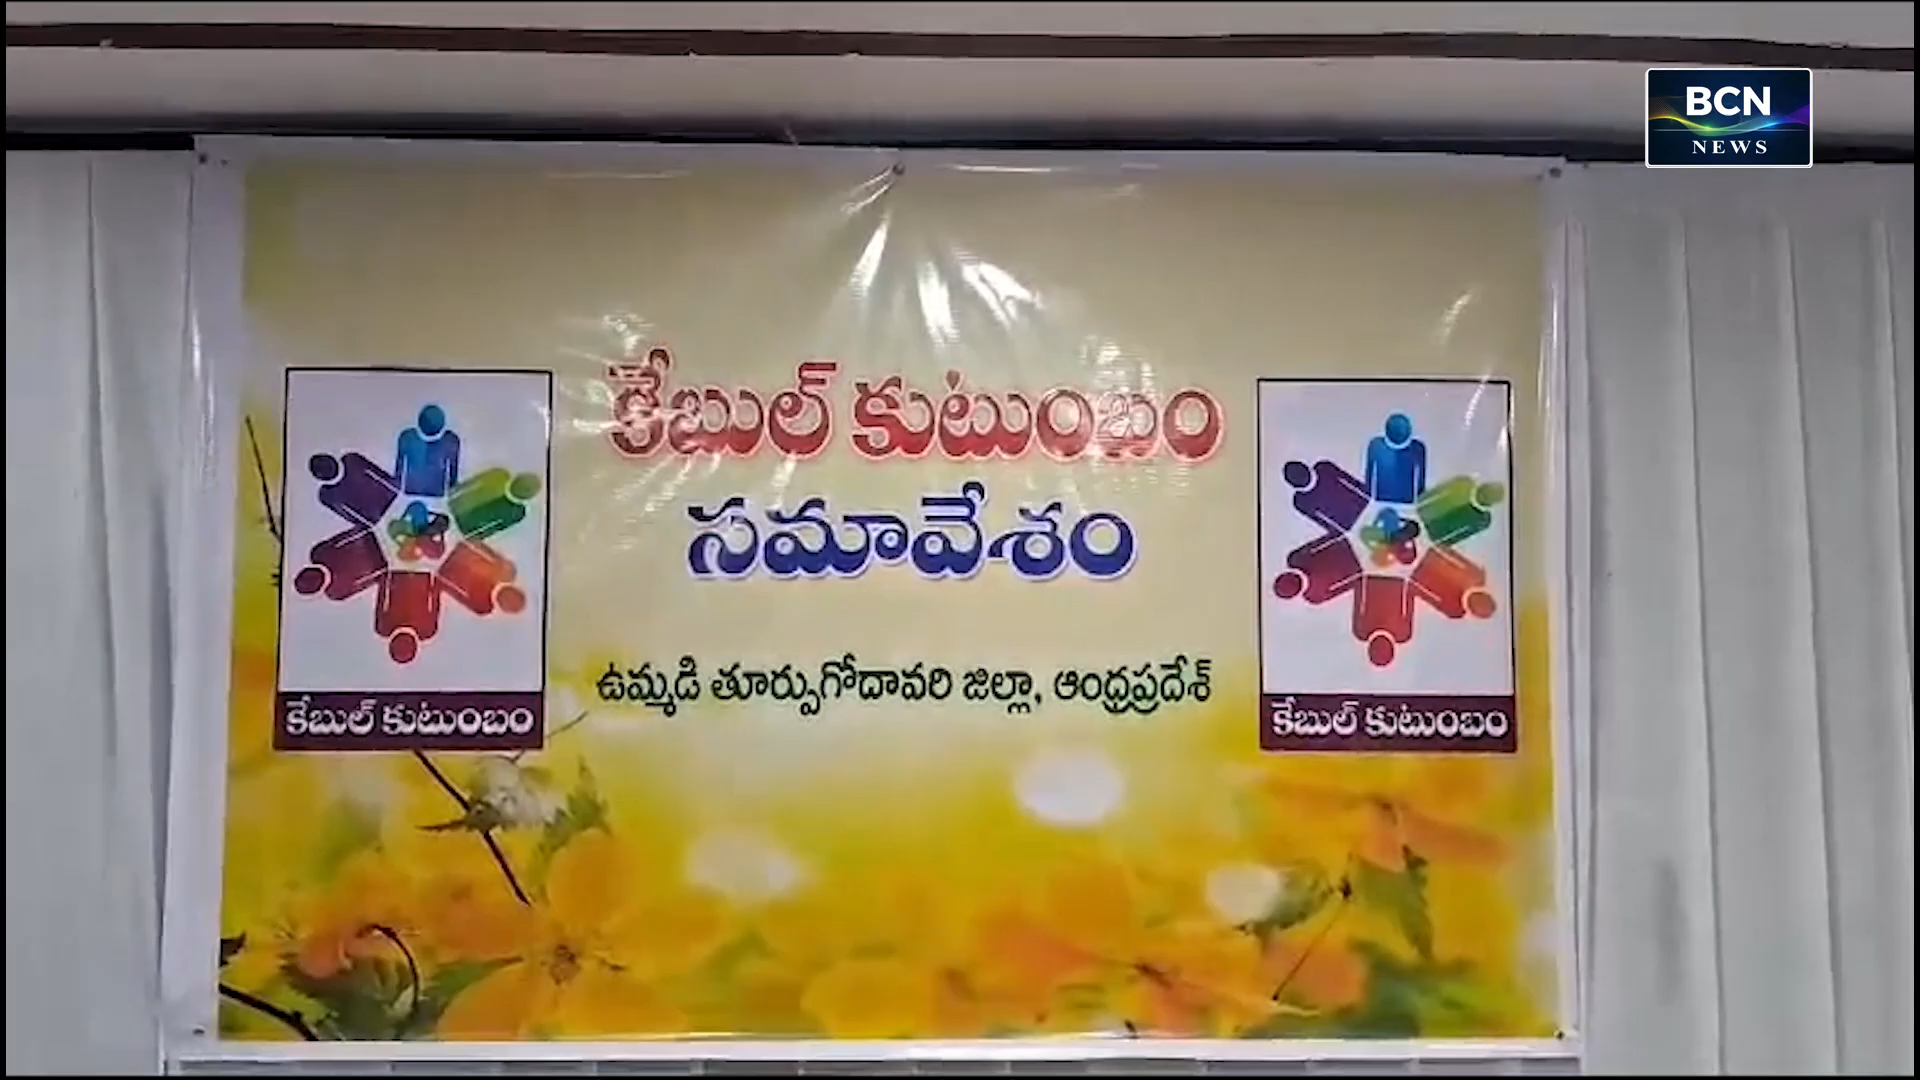 BCN
NEWS
కేబుల్ కుటుంబం
సమావేశం
ఉమ్మడి తూర్పుగోదావరి జిల్లా, ఆంధ్రప్రదేశ్
కేబుల్ కుటుంబం
కేబుల్ కుటుంబం